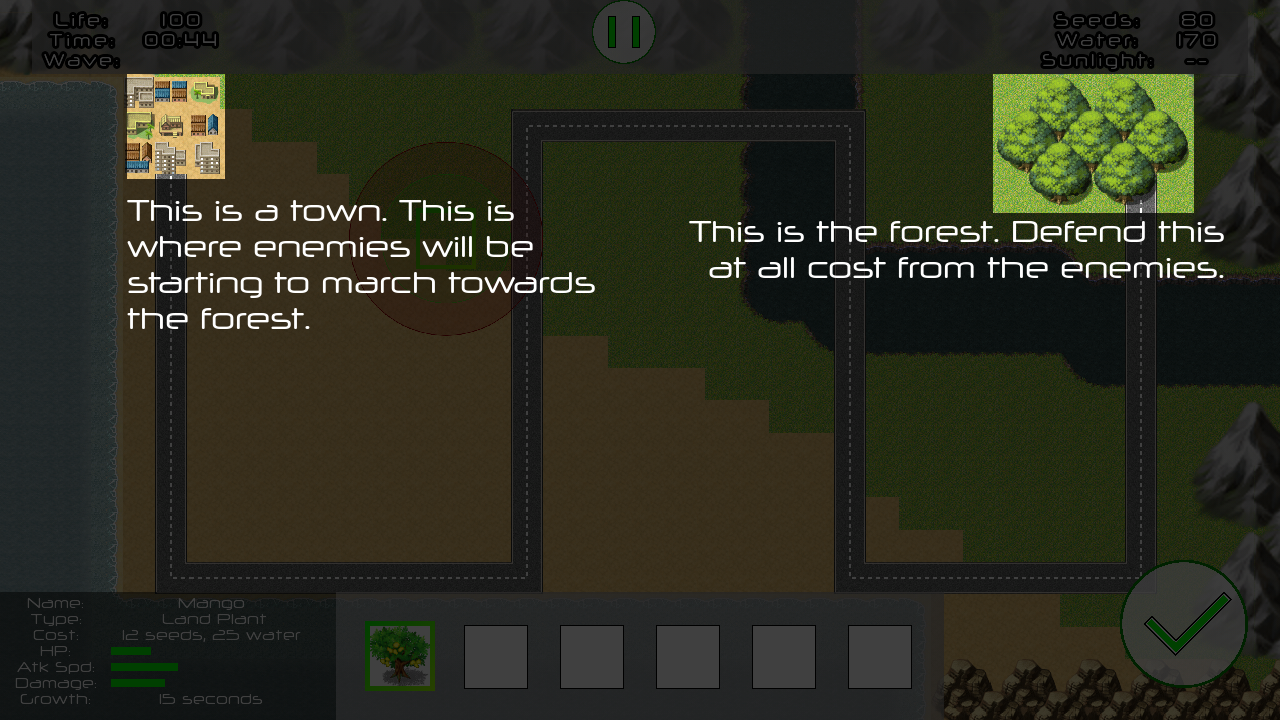 Life: 100
Time: 00:44
Wave:
Seeds: 80
Water: 170
Sunlight: --
This is a town. This is
where enemies will be
starting to march towards
the forest.
This is the forest. Defend this
at all cost from the enemies.
Name: Mango
Type: Land Plant
Cost: 12 seeds, 25 water
HP:
Atk Spd:
Damage:
Growth: 15 seconds